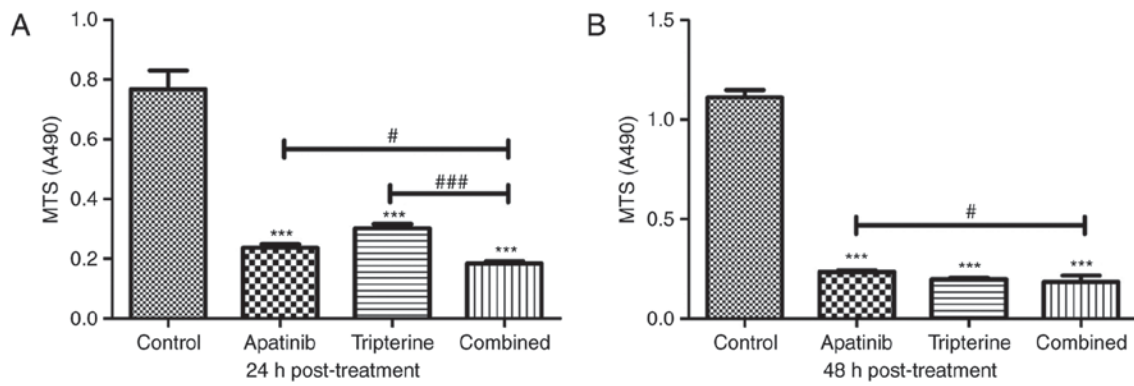 A
MTS (A490)
1.0
0.8
0.6
0.4
0.2
0.0
#
###
***
***
***
Control
Apatinib
Tripterine
Combined
24 h post-treatment
B
MTS (A490)
1.5
1.0
0.5
0.0
#
***
***
***
Control
Apatinib
Tripterine
Combined
48 h post-treatment